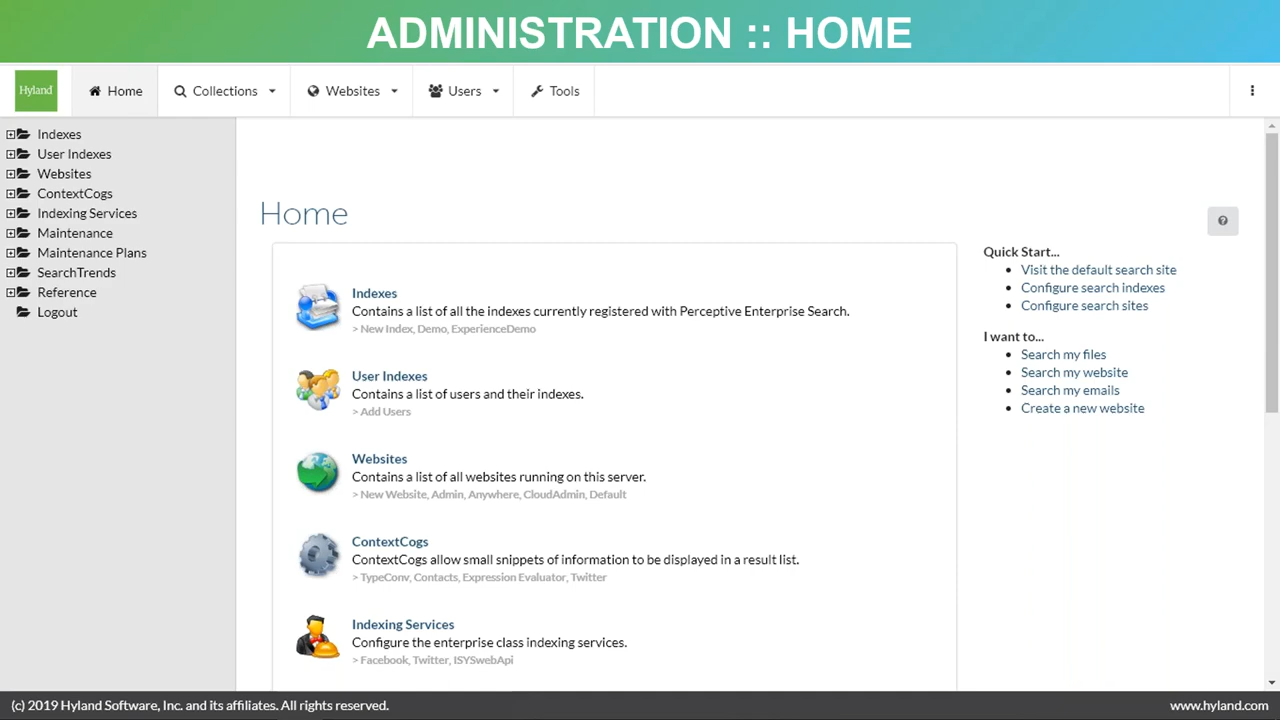 ADMINISTRATION :: HOME
Hyland
Home
Collections
Websites
Users
Tools
Indexes
User Indexes
Websites
ContextCogs
Indexing Services
Maintenance
Maintenance Plans
SearchTrends
Reference
Logout
Home
Indexes
Contains a list of all the indexes currently registered with Perceptive Enterprise Search.
> New Index, Demo, ExperienceDemo
User Indexes
Contains a list of users and their indexes.
> Add Users
Websites
Contains a list of all websites running on this server.
> New Website, Admin, Anywhere, CloudAdmin, Default
ContextCogs
ContextCogs allow small snippets of information to be displayed in a result list.
> TypeConv, Contacts, Expression Evaluator, Twitter
Indexing Services
Configure the enterprise class indexing services.
> Facebook, Twitter, ISYSwebApi
Quick Start...
Visit the default search site
Configure search indexes
Configure search sites
I want to...
Search my files
Search my website
Search my emails
Create a new website
(c) 2019 Hyland Software, Inc. and its affiliates. All rights reserved.
www.hyland.com